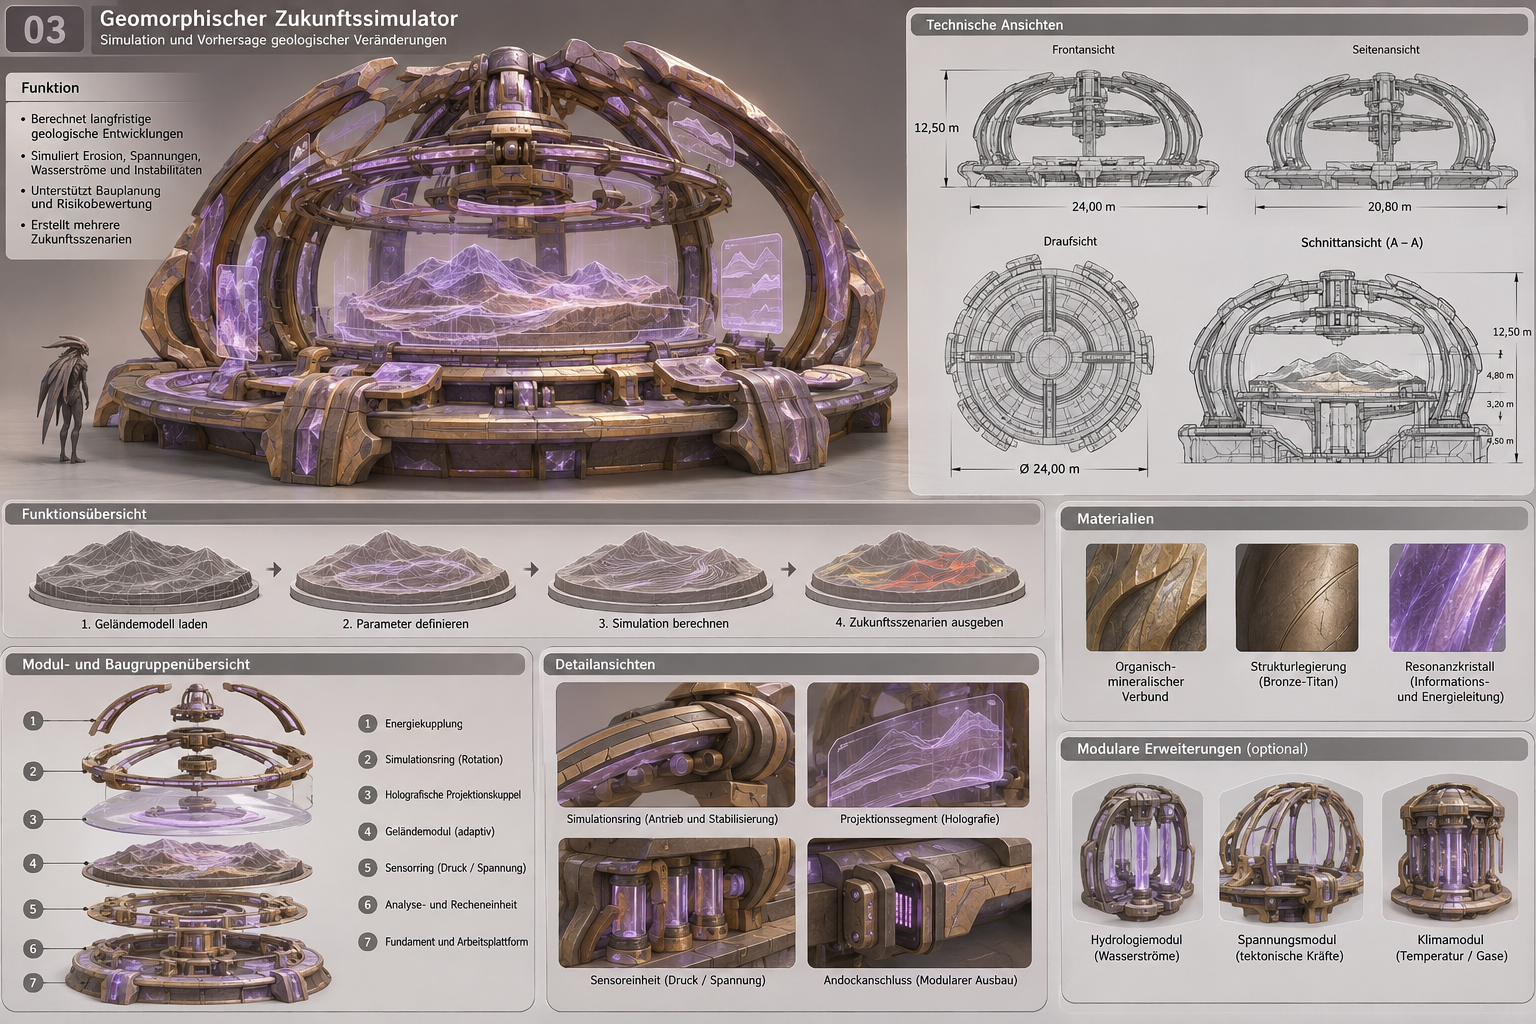 03
Geomorphischer Zukunftssimulator
Simulation und Vorhersage geologischer Veränderungen
Funktion
• Berechnet langfristige
geologische Entwicklungen
• Simuliert Erosion, Spannungen,
Wasserströme und Instabilitäten
• Unterstützt Bauplanung
und Risikobewertung
• Erstellt mehrere
Zukunftsszenarien
Technische Ansichten
Frontansicht
Seitenansicht
12,50 m
24,00 m
20,80 m
Draufsicht
Schnittansicht (A – A)
12,50 m
4,80 m
3,20 m
,50 m
Ø 24,00 m
Funktionsübersicht
1. Geländemodell laden
2. Parameter definieren
3. Simulation berechnen
4. Zukunftsszenarien ausgeben
Materialien
Organisch-
mineralischer
Verbund
Strukturlegierung
(Bronze-Titan)
Resonanzkristall
(Informations-
und Energieleitung)
Modul- und Baugruppenübersicht
1
2
3
4
5
6
7
1 Energiekupplung
2 Simulationsring (Rotation)
3 Holografische Projektionskuppel
4 Geländemodul (adaptiv)
5 Sensorring (Druck / Spannung)
6 Analyse- und Recheneinheit
7 Fundament und Arbeitsplattform
Detailansichten
Simulationsring (Antrieb und Stabilisierung)
Projektionssegment (Holografie)
Sensoreinheit (Druck / Spannung)
Andockanschluss (Modularer Ausbau)
Modulare Erweiterungen (optional)
Hydrologiemodul
(Wasserströme)
Spannungsmodul
(tektonische Kräfte)
Klimamodul
(Temperatur / Gase)